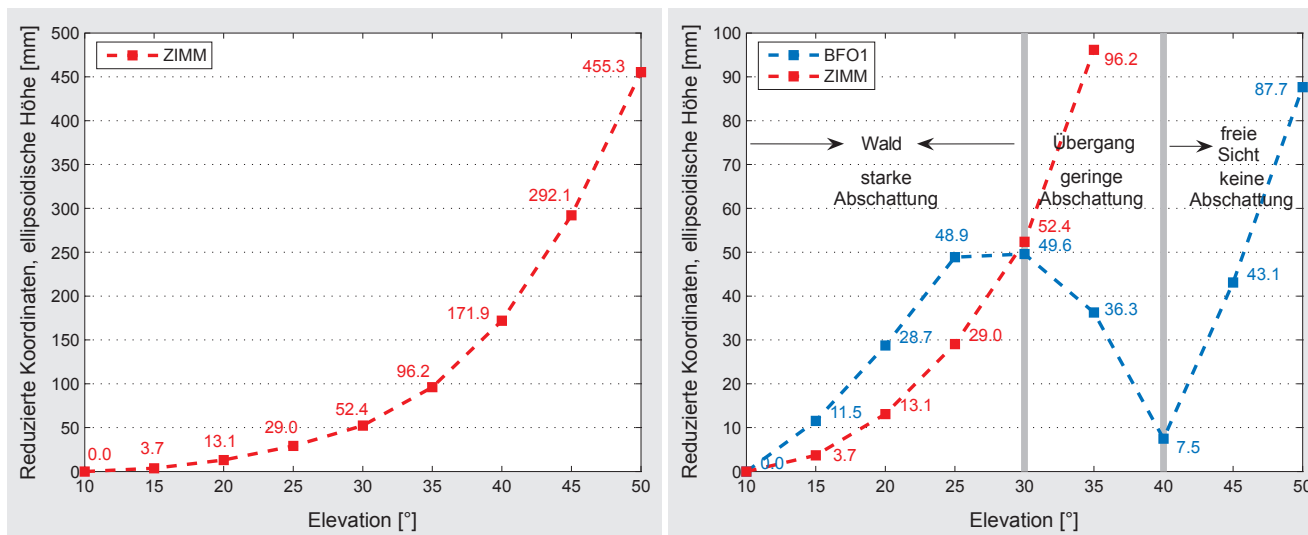 Reduzierte Koordinaten, ellipsoidische Höhe [mm]
500
450
400
350
300
250
200
150
100
50
0
ZIMM
455.3
292.1
171.9
96.2
52.4
29.0
13.1
3.7
0.0
10 15 20 25 30 35 40 45 50
Elevation [°]
Reduzierte Koordinaten, ellipsoidische Höhe [mm]
100
90
80
70
60
50
40
30
20
10
0
BFO1
ZIMM
96.2
87.7
Wald
starke
Abschattung
Übergang
geringe
Abschattung
freie
Sicht
keine
Abschattung
52.4
48.9
49.6
43.1
36.3
28.7
29.0
11.5
13.1
7.5
3.7
0.0
10 15 20 25 30 35 40 45 50
Elevation [°]